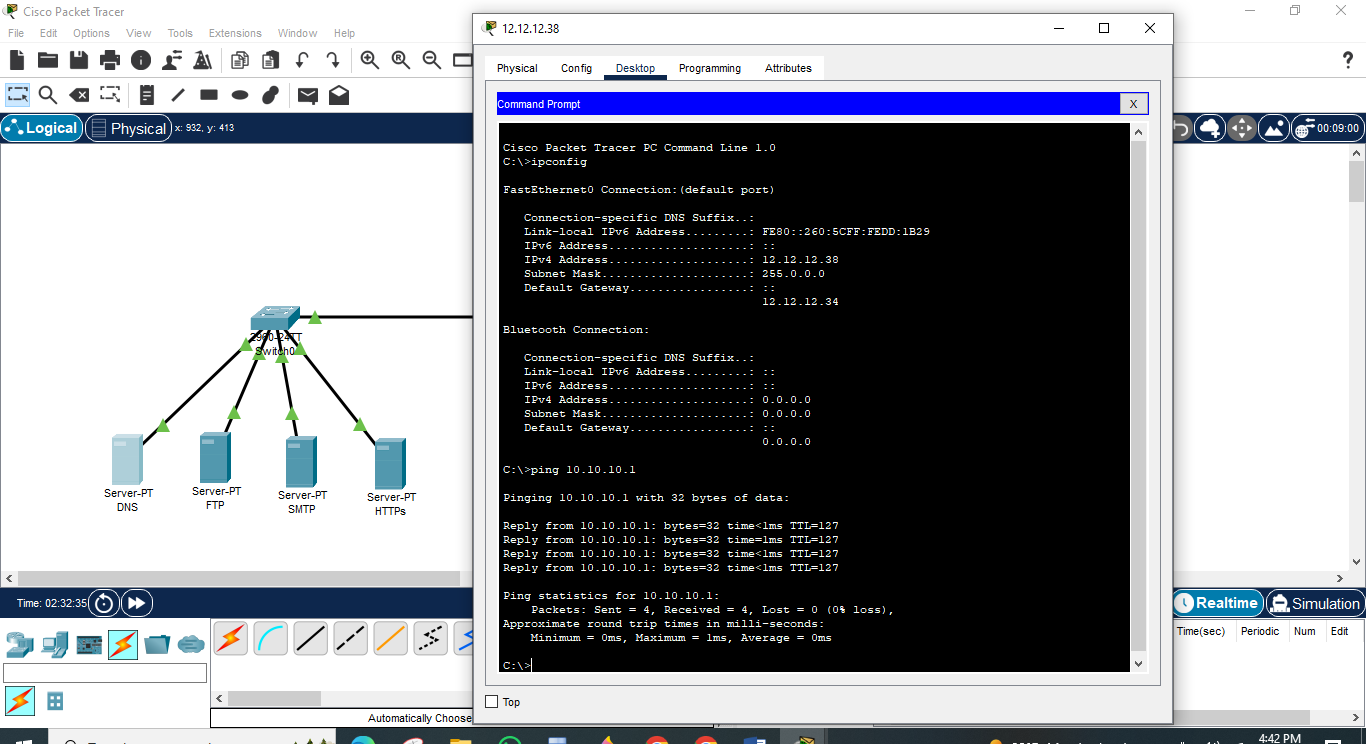 Cisco Packet Tracer
File Edit Options View Tools Extensions Window Help
Logical
Physical
x: 932, y: 413
00:09:00
2960-24TT
Switch0
Server-PT
DNS
Server-PT
FTP
Server-PT
SMTP
Server-PT
HTTPs
Time: 02:32:35
Realtime
Simulation
Time(sec) Periodic Num Edit
Automatically Choose
12.12.12.38
Physical Config Desktop Programming Attributes
Command Prompt
X
Cisco Packet Tracer PC Command Line 1.0
C:\>ipconfig
FastEthernet0 Connection:(default port)
Connection-specific DNS Suffix..:
Link-local IPv6 Address.........: FE80::260:5CFF:FEDD:1B29
IPv6 Address....................: ::
IPv4 Address....................: 12.12.12.38
Subnet Mask.....................: 255.0.0.0
Default Gateway.................: ::
12.12.12.34
Bluetooth Connection:
Connection-specific DNS Suffix..:
Link-local IPv6 Address.........: ::
IPv6 Address....................: ::
IPv4 Address....................: 0.0.0.0
Subnet Mask.....................: 0.0.0.0
Default Gateway.................: ::
0.0.0.0
C:\>ping 10.10.10.1
Pinging 10.10.10.1 with 32 bytes of data:
Reply from 10.10.10.1: bytes=32 time<1ms TTL=127
Reply from 10.10.10.1: bytes=32 time=1ms TTL=127
Reply from 10.10.10.1: bytes=32 time<1ms TTL=127
Reply from 10.10.10.1: bytes=32 time<1ms TTL=127
Ping statistics for 10.10.10.1:
Packets: Sent = 4, Received = 4, Lost = 0 (0% loss),
Approximate round trip times in milli-seconds:
Minimum = 0ms, Maximum = 1ms, Average = 0ms
C:\>
Top
4:42 PM